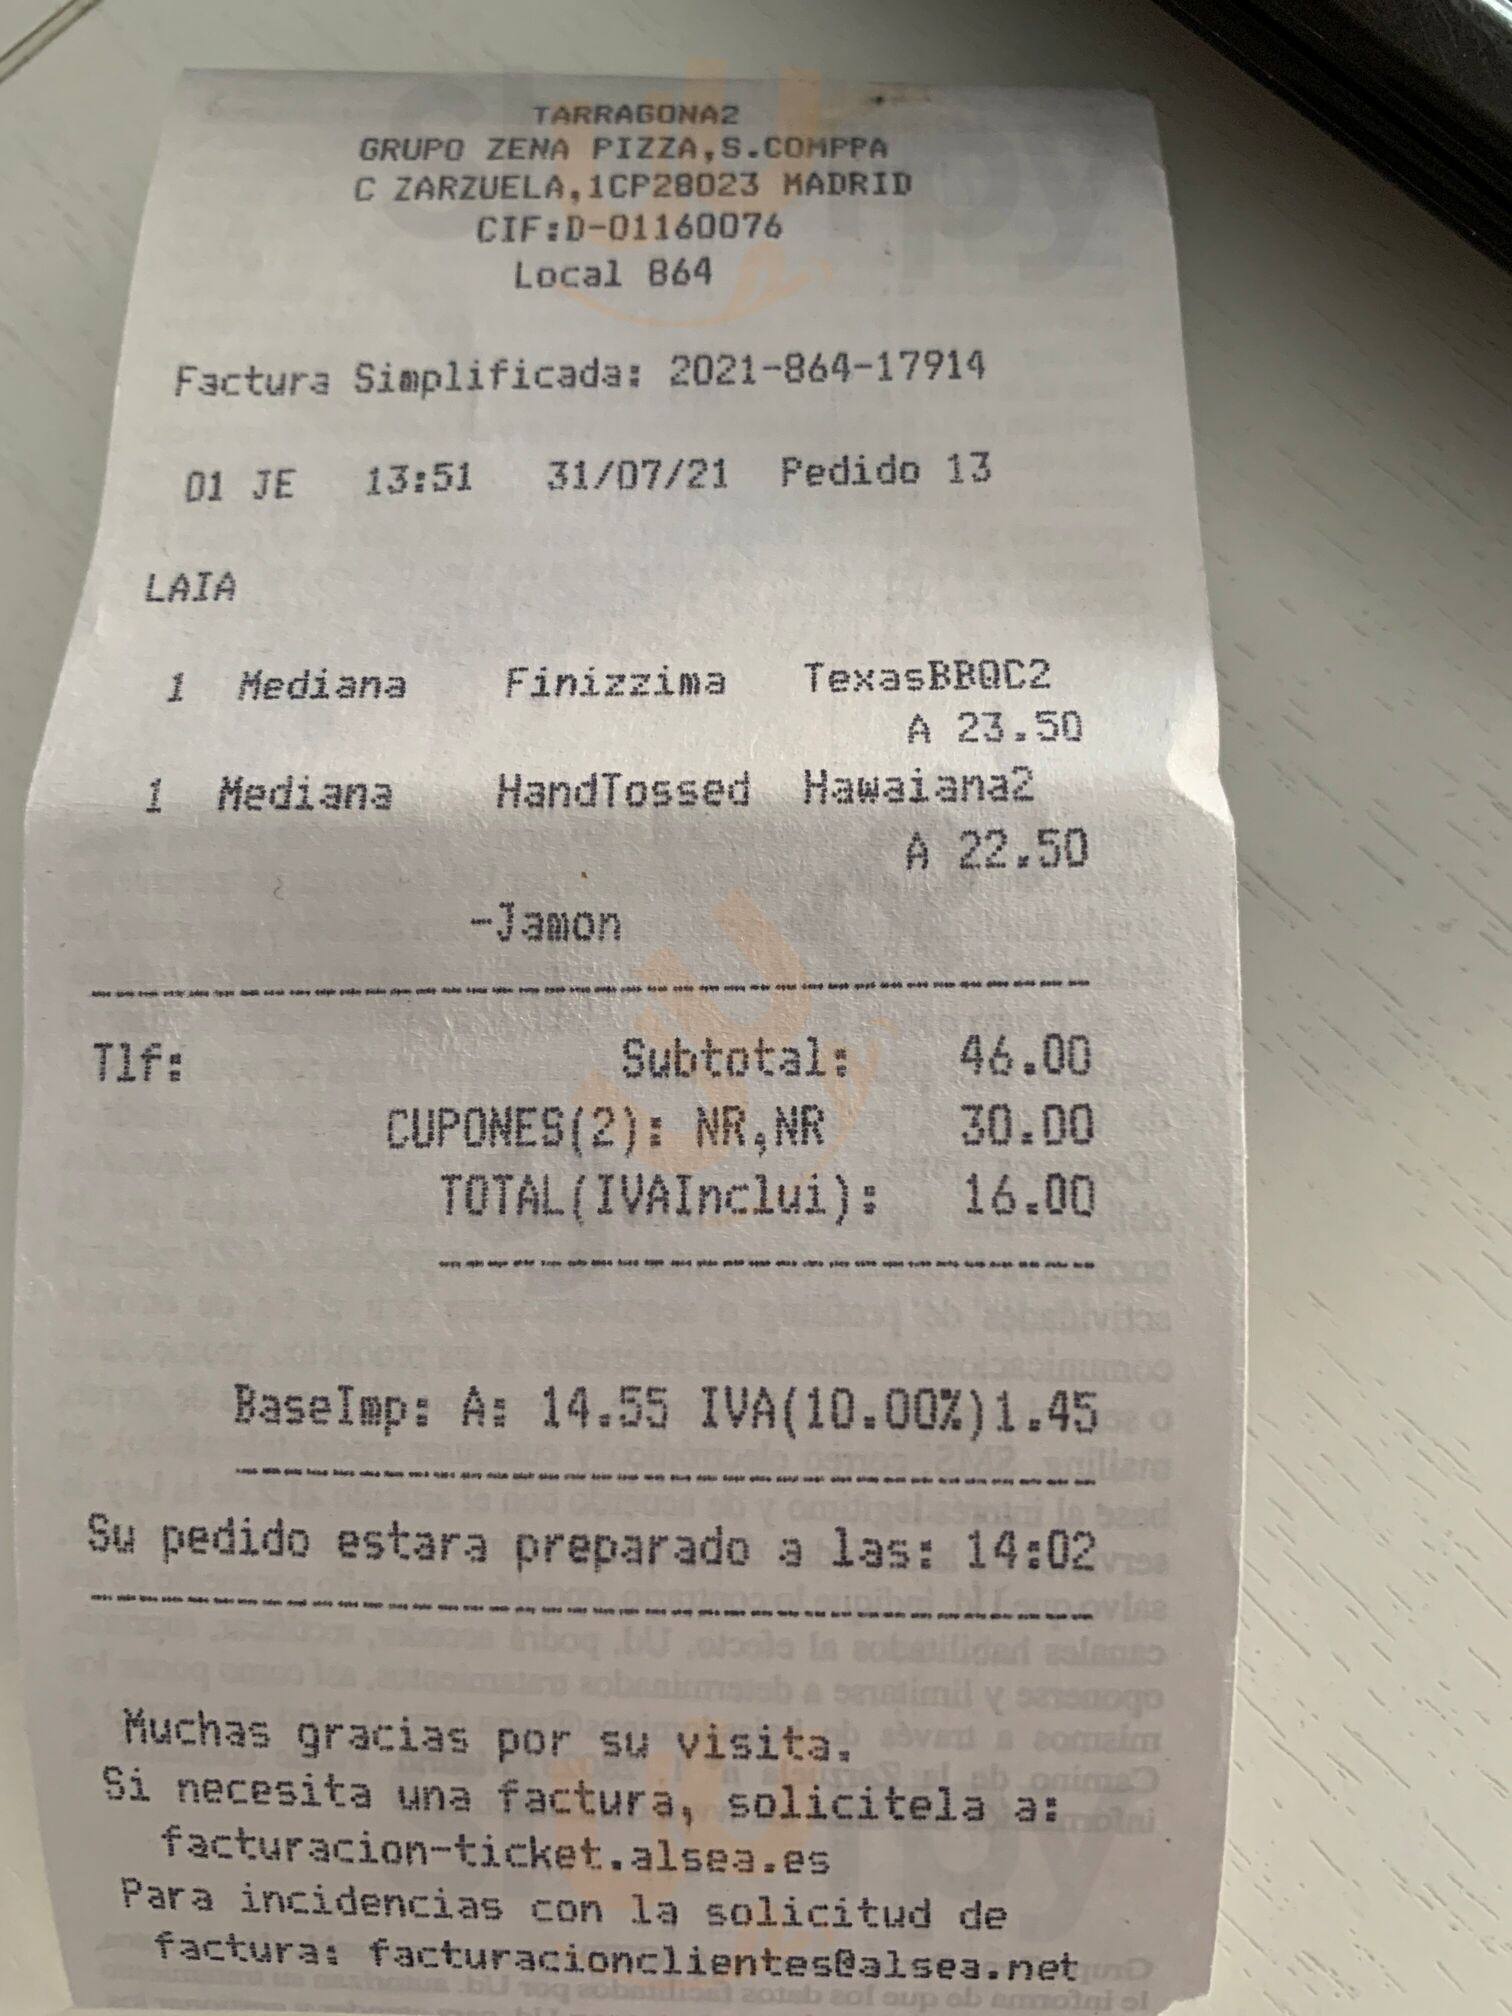 TARRAGONA2
GRUPO ZENA PIZZA,S.COMPPA
C ZARZUELA,1CP28023 MADRID
CIF:D-01160076
Local 864
Factura Simplificada: 2021-864-17914
01 JE 13:51 31/07/21 Pedido 13
LAIA
1 Mediana Finizzima TexasBBQC2
A 23.50
1 Mediana HandTossed Hawaiana2
A 22.50
-Jamon
Tlf: Subtotal: 46.00
CUPONES(2): NR,NR 30.00
TOTAL(IVAInclui): 16.00
BaseImp: A: 14.55 IVA(10.00%)1.45
Su pedido estara preparado a las: 14:02
Muchas gracias por su visita.
Si necesita una factura, solicitela a:
facturacion-ticket.alsea.es
Para incidencias con la solicitud de
factura: facturacionclientes@alsea.net